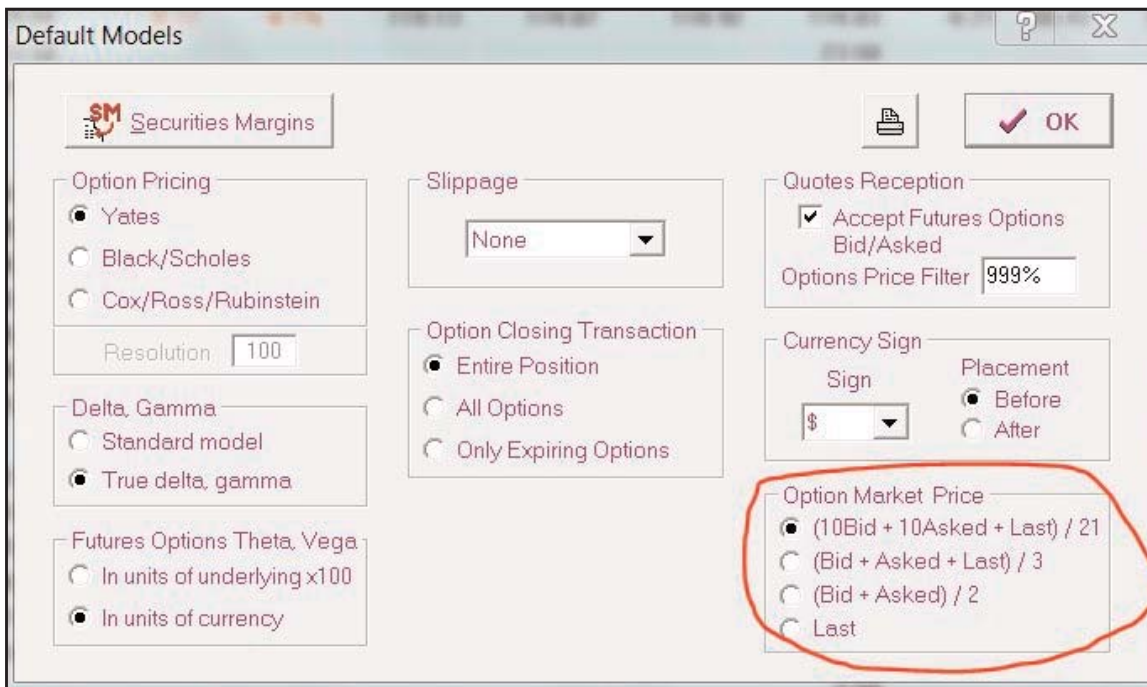 Default Models
Securities Margins
OK
Option Pricing
Yates
Black/Scholes
Cox/Ross/Rubinstein
Resolution 100
Delta, Gamma
Standard model
True delta, gamma
Futures Options Theta, Vega
In units of underlying x100
In units of currency
Slippage
None
Option Closing Transaction
Entire Position
All Options
Only Expiring Options
Quotes Reception
Accept Futures Options
Bid/Asked
Options Price Filter 999%
Currency Sign
Sign
$
Placement
Before
After
Option Market Price
(10Bid + 10Asked + Last) / 21
(Bid + Asked + Last) / 3
(Bid + Asked) / 2
Last